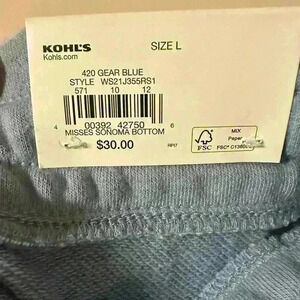 KOHL'S SIZE L
Kohls.com
420 GEAR BLUE
STYLE WS21J355RS1
571 10 12
4 00392 42750 6
MISSES SONOMA BOTTOM
$30.00 RPI7
FSC
MIX
Paper